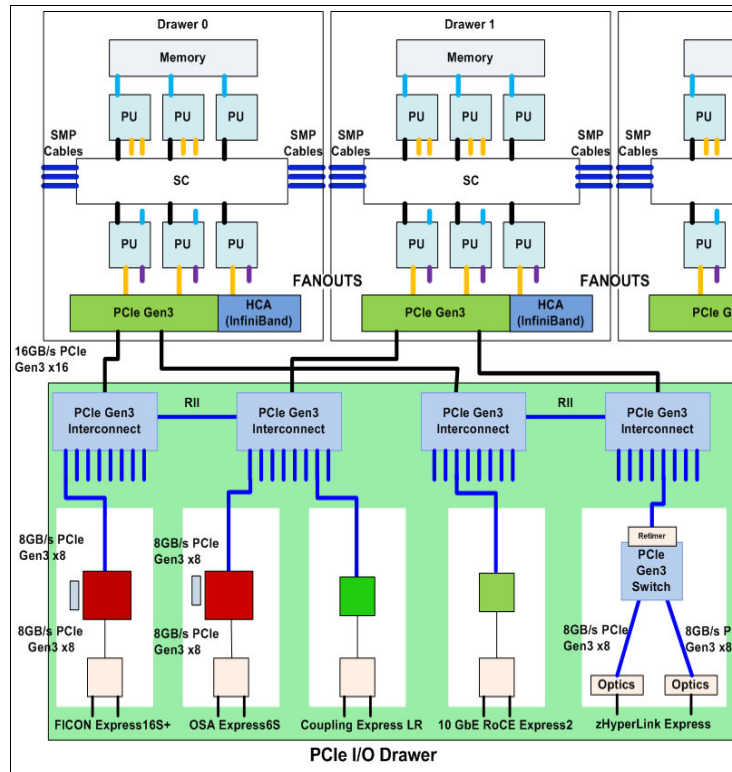 Drawer 0
Drawer 1
Memory
Memory
PU
PU
PU
PU
PU
PU
PU
SMP
Cables
SMP
Cables
SMP
Cables
SMP
Cables
SC
SC
PU
PU
PU
PU
PU
PU
PU
FANOUTS
FANOUTS
PCIe Gen3
HCA
(InfiniBand)
PCIe Gen3
HCA
(InfiniBand)
PCIe G
16GB/s PCIe
Gen3 x16
PCIe Gen3
Interconnect
RII
PCIe Gen3
Interconnect
PCIe Gen3
Interconnect
RII
PCIe Gen3
Interconnect
8GB/s PCIe
Gen3 x8
8GB/s PCIe
Gen3 x8
Retimer
PCIe
Gen3
Switch
8GB/s PCIe
Gen3 x8
8GB/s PCIe
Gen3 x8
8GB/s PCIe
Gen3 x8
8GB/s PC
Gen3 x8
Optics
Optics
FICON Express16S+
OSA Express6S
Coupling Express LR
10 GbE RoCE Express2
zHyperLink Express
PCIe I/O Drawer